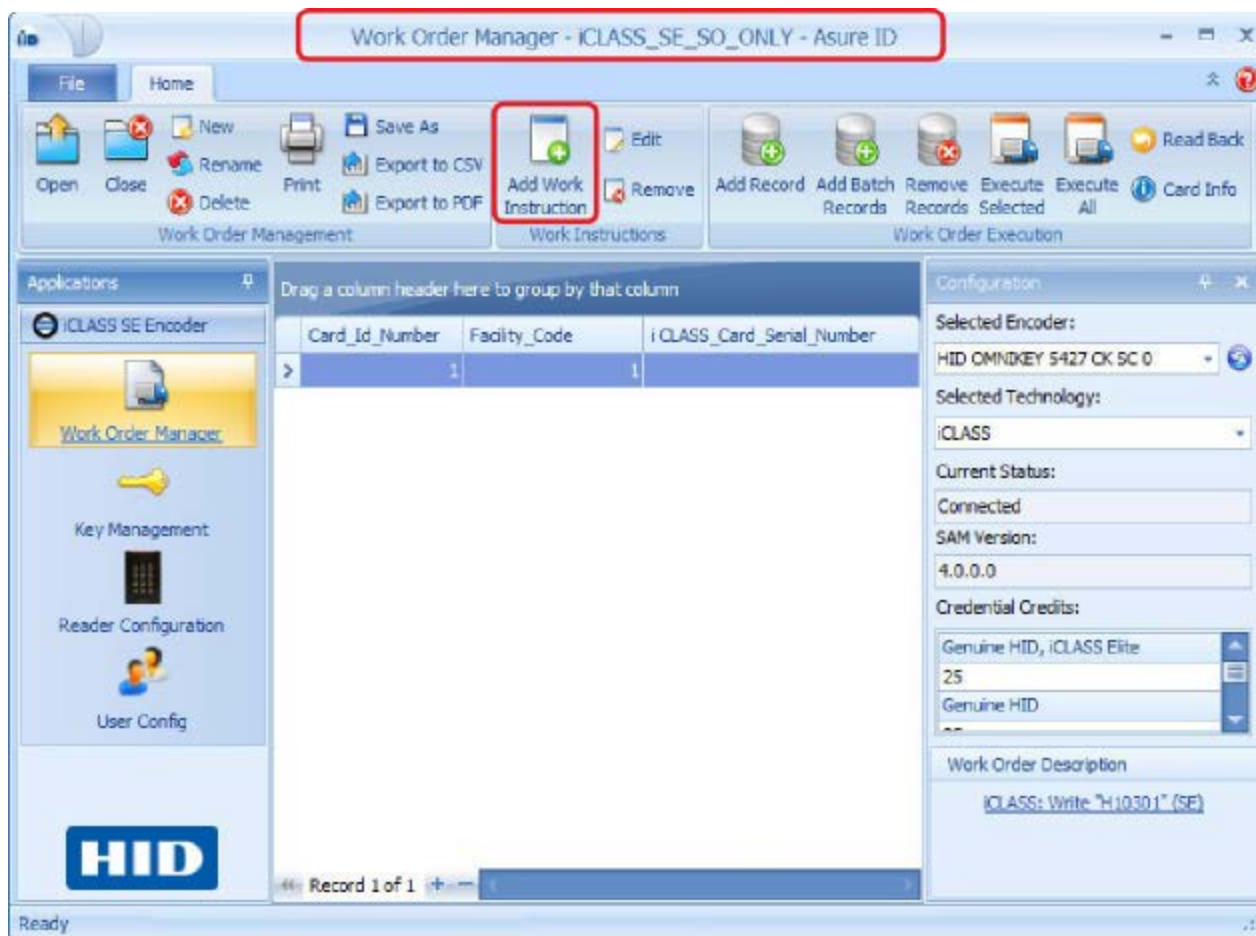 Work Order Manager - iCLASS_SE_SO_ONLY - Asure ID
File Home
Open
Close
New
Rename
Delete
Print
Save As
Export to CSV
Export to PDF
Work Order Management
Add Work
Instruction
Edit
Remove
Work Instructions
Add Record
Add Batch
Records
Remove
Records
Execute
Selected
Execute
All
Read Back
Card Info
Work Order Execution
Applications
iCLASS SE Encoder
Work Order Manager
Key Management
Reader Configuration
User Config
HID
Drag a column header here to group by that column
Card_Id_Number Facility_Code iCLASS_Card_Serial_Number
1 1
Record 1 of 1
Configuration
Selected Encoder:
HID OMNIKEY 5427 CK SC 0
Selected Technology:
iCLASS
Current Status:
Connected
SAM Version:
4.0.0.0
Credential Credits:
Genuine HID, iCLASS Elite
25
Genuine HID
Work Order Description
iCLASS: Write "H10301" (SE)
Ready